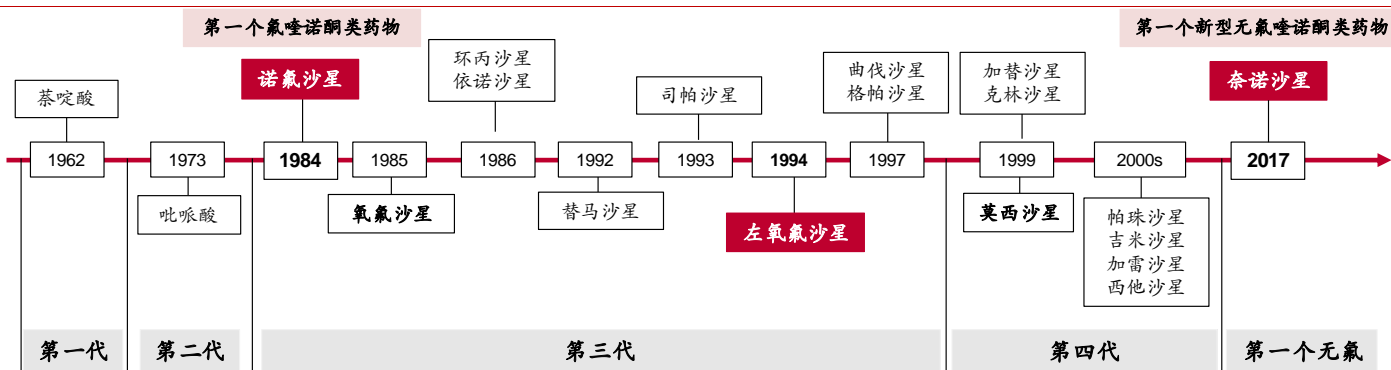 第一个氟喹诺酮类药物
第一个新型无氟喹诺酮类药物
萘啶酸
诺氟沙星
环丙沙星
依诺沙星
司帕沙星
曲伐沙星
格帕沙星
加替沙星
克林沙星
奈诺沙星
1962
1973
1984
1985
1986
1992
1993
1994
1997
1999
2000s
2017
吡哌酸
氧氟沙星
替马沙星
左氧氟沙星
莫西沙星
帕珠沙星
吉米沙星
加雷沙星
西他沙星
第一代
第二代
第三代
第四代
第一个无氟